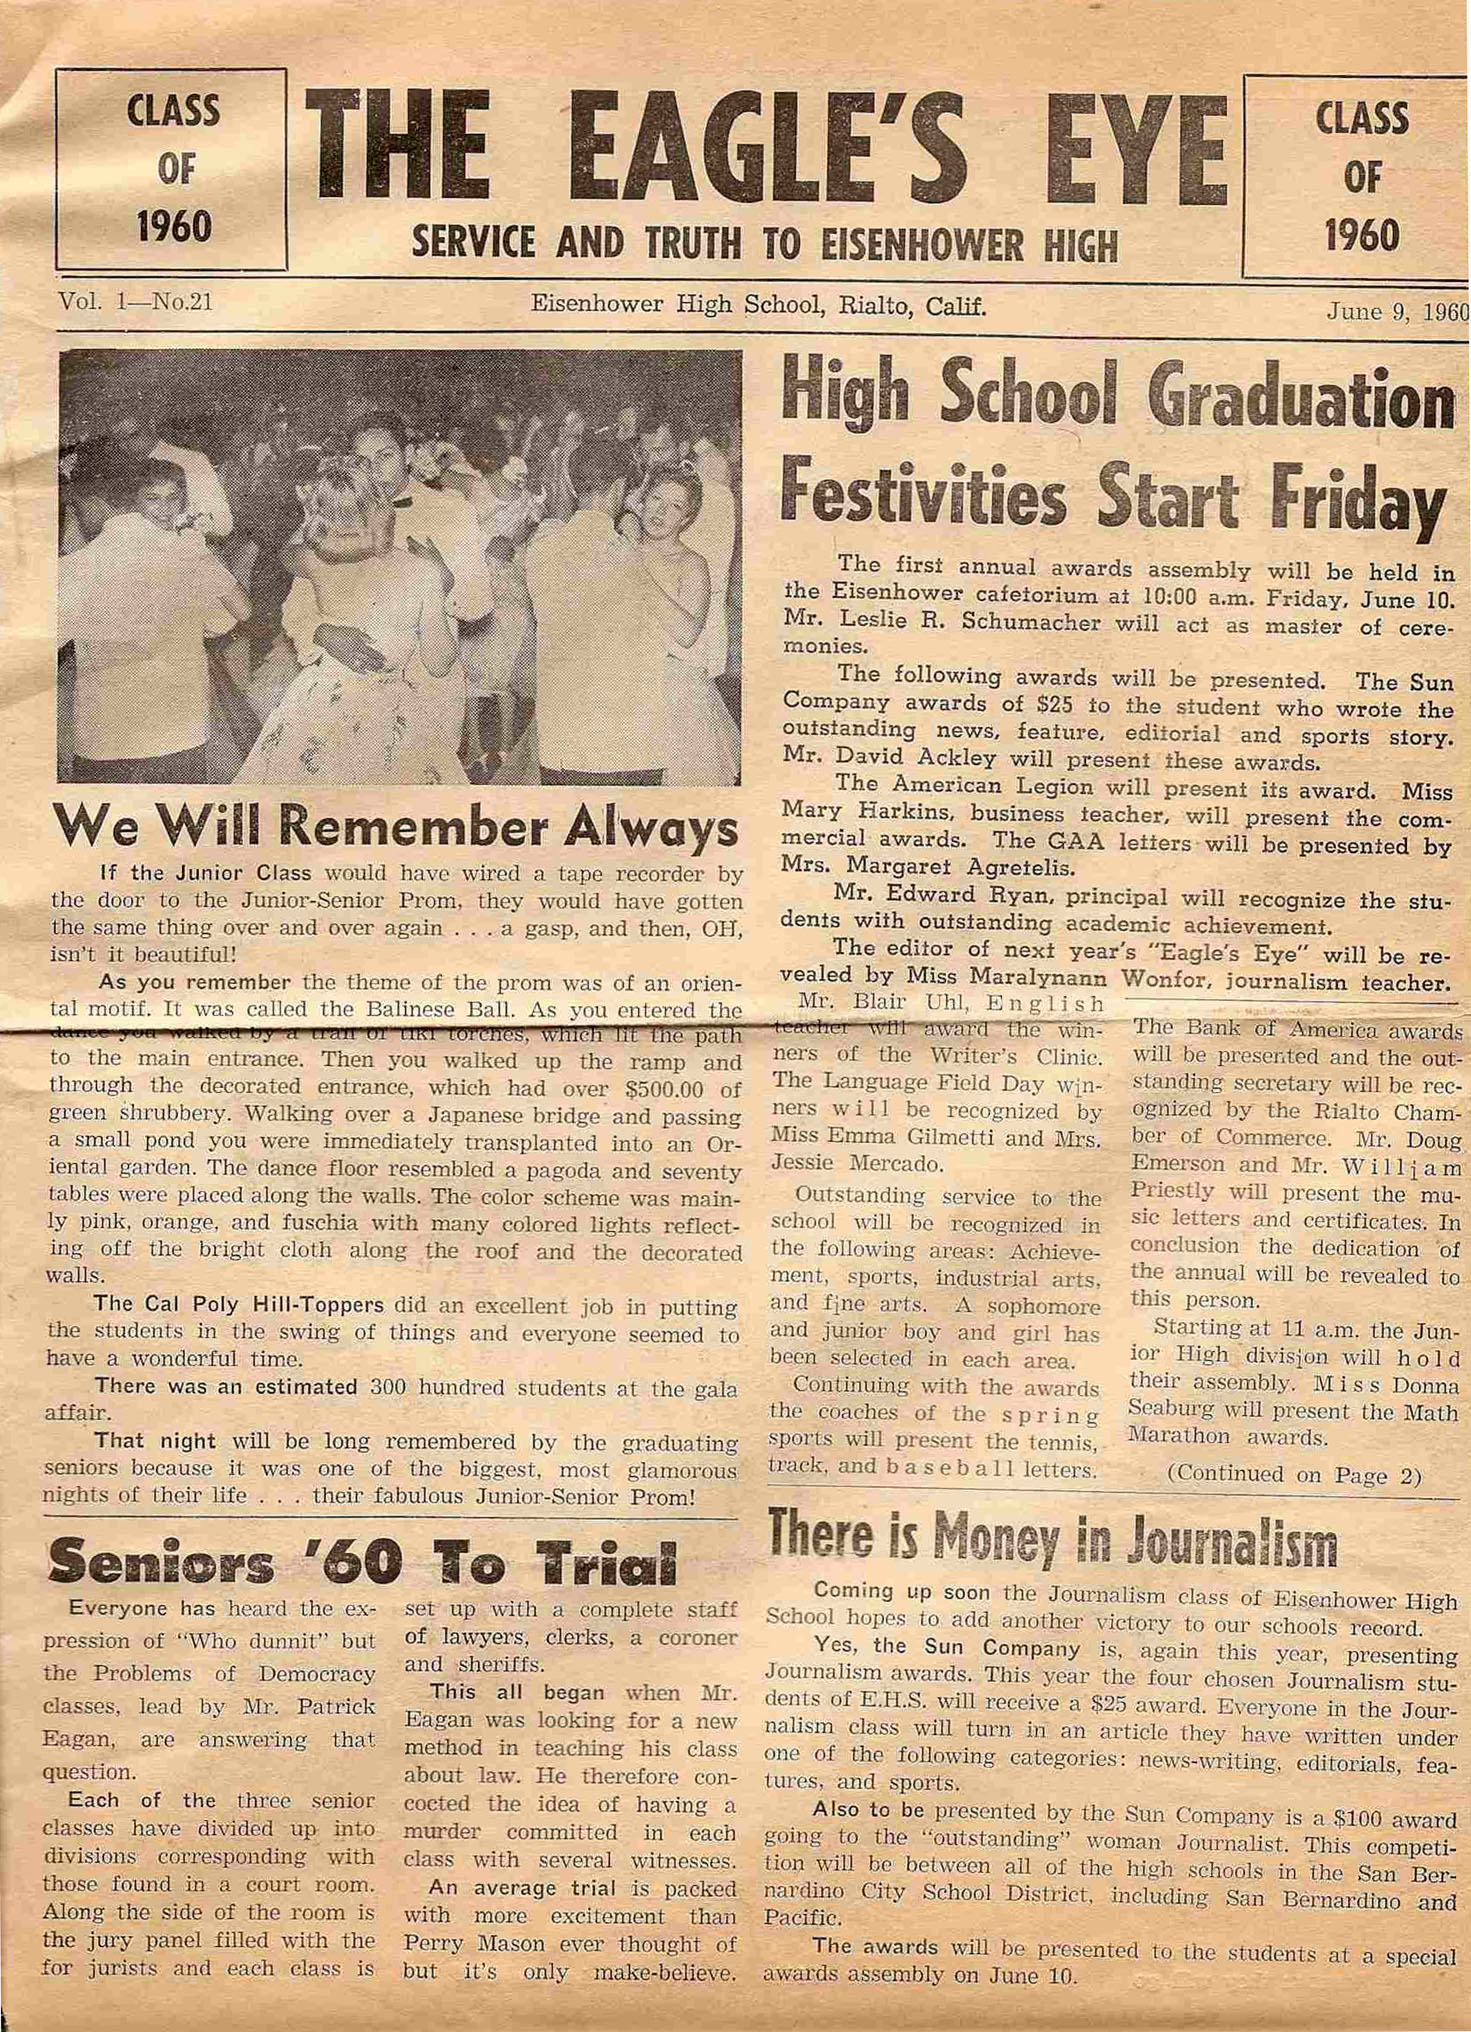 CLASS
OF
1960
THE EAGLE'S EYE
SERVICE AND TRUTH TO EISENHOWER HIGH
CLASS
OF
1960
Vol. 1—No.21
Eisenhower High School, Rialto, Calif.
June 9, 1960
We Will Remember Always
If the Junior Class would have wired a tape recorder by
the door to the Junior-Senior Prom, they would have gotten
the same thing over and over again . . . a gasp, and then, OH,
isn't it beautiful!
As you remember the theme of the prom was of an orien-
tal motif. It was called the Balinese Ball. As you entered the
dance you walked by a trail of tiki torches, which lit the path
to the main entrance. Then you walked up the ramp and
through the decorated entrance, which had over $500.00 of
green shrubbery. Walking over a Japanese bridge and passing
a small pond you were immediately transplanted into an Or-
iental garden. The dance floor resembled a pagoda and seventy
tables were placed along the walls. The color scheme was main-
ly pink, orange, and fuschia with many colored lights reflect-
ing off the bright cloth along the roof and the decorated
walls.
The Cal Poly Hill-Toppers did an excellent job in putting
the students in the swing of things and everyone seemed to
have a wonderful time.
There was an estimated 300 hundred students at the gala
affair.
That night will be long remembered by the graduating
seniors because it was one of the biggest, most glamorous
nights of their life . . . their fabulous Junior-Senior Prom!
High School Graduation
Festivities Start Friday
The first annual awards assembly will be held in
the Eisenhower cafetorium at 10:00 a.m. Friday, June 10.
Mr. Leslie R. Schumacher will act as master of cere-
monies.
The following awards will be presented. The Sun
Company awards of $25 to the student who wrote the
outstanding news, feature, editorial and sports story.
Mr. David Ackley will present these awards.
The American Legion will present its award. Miss
Mary Harkins, business teacher, will present the com-
mercial awards. The GAA letters will be presented by
Mrs. Margaret Agretelis.
Mr. Edward Ryan, principal will recognize the stu-
dents with outstanding academic achievement.
The editor of next year's "Eagle's Eye" will be re-
vealed by Miss Maralynann Wonfor, journalism teacher.
Mr. Blair Uhl, English
teacher will award the win-
ners of the Writer's Clinic.
The Language Field Day win-
ners will be recognized by
Miss Emma Gilmetti and Mrs.
Jessie Mercado.
Outstanding service to the
school will be recognized in
the following areas: Achieve-
ment, sports, industrial arts,
and fine arts. A sophomore
and junior boy and girl has
been selected in each area.
Continuing with the awards
the coaches of the spring
sports will present the tennis,
track, and baseball letters.
The Bank of America awards
will be presented and the out-
standing secretary will be rec-
ognized by the Rialto Cham-
ber of Commerce. Mr. Doug
Emerson and Mr. William
Priestly will present the mu-
sic letters and certificates. In
conclusion the dedication of
the annual will be revealed to
this person.
Starting at 11 a.m. the Jun-
ior High division will hold
their assembly. Miss Donna
Seaburg will present the Math
Marathon awards.
(Continued on Page 2)
Seniors '60 To Trial
Everyone has heard the ex-
pression of "Who dunnit" but
the Problems of Democracy
classes, lead by Mr. Patrick
Eagan, are answering that
question.
Each of the three senior
classes have divided up into
divisions corresponding with
those found in a court room.
Along the side of the room is
the jury panel filled with the
for jurists and each class is
set up with a complete staff
of lawyers, clerks, a coroner
and sheriffs.
This all began when Mr.
Eagan was looking for a new
method in teaching his class
about law. He therefore con-
cocted the idea of having a
murder committed in each
class with several witnesses.
An average trial is packed
with more excitement than
Perry Mason ever thought of
but it's only make-believe.
There is Money in Journalism
Coming up soon the Journalism class of Eisenhower High
School hopes to add another victory to our schools record.
Yes, the Sun Company is, again this year, presenting
Journalism awards. This year the four chosen Journalism stu-
dents of E.H.S. will receive a $25 award. Everyone in the Jour-
nalism class will turn in an article they have written under
one of the following categories: news-writing, editorials, fea-
tures, and sports.
Also to be presented by the Sun Company is a $100 award
going to the "outstanding" woman Journalist. This competi-
tion will be between all of the high schools in the San Ber-
nardino City School District, including San Bernardino and
Pacific.
The awards will be presented to the students at a special
awards assembly on June 10.